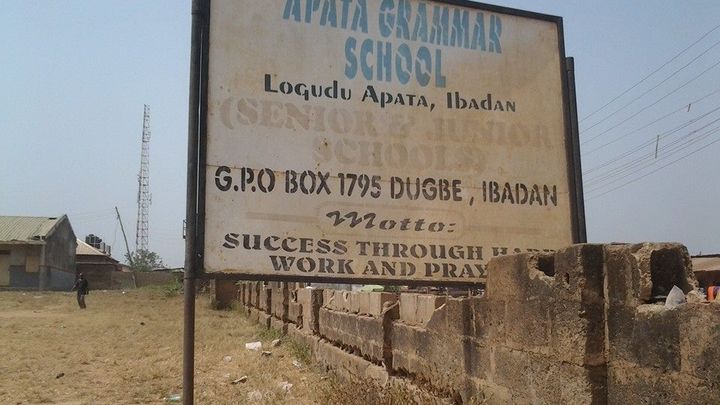 APATA GRAMMAR
SCHOOL
LOGUDU APATA, IBADAN
(SENIOR & JUNIOR
SCHOOLS)
G.P.O BOX 1795 DUGBE, IBADAN
Motto:
SUCCESS THROUGH HARD
WORK AND PRAY